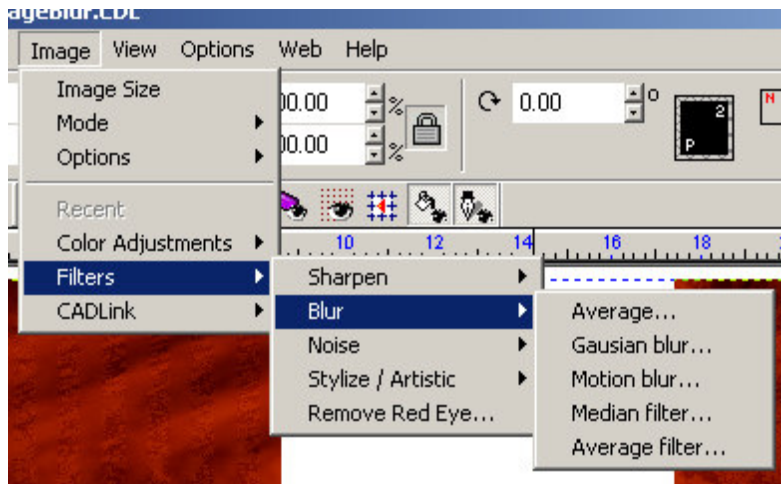 ageBlur.CDL
Image View Options Web Help
Image Size
Mode
Options
Recent
Color Adjustments
Filters
CADLink
00.00 %
00.00 %
0.00
2
P
N
10 12 14 16 18
Sharpen
Blur
Noise
Stylize / Artistic
Remove Red Eye...
Average...
Gausian blur...
Motion blur...
Median filter...
Average filter...